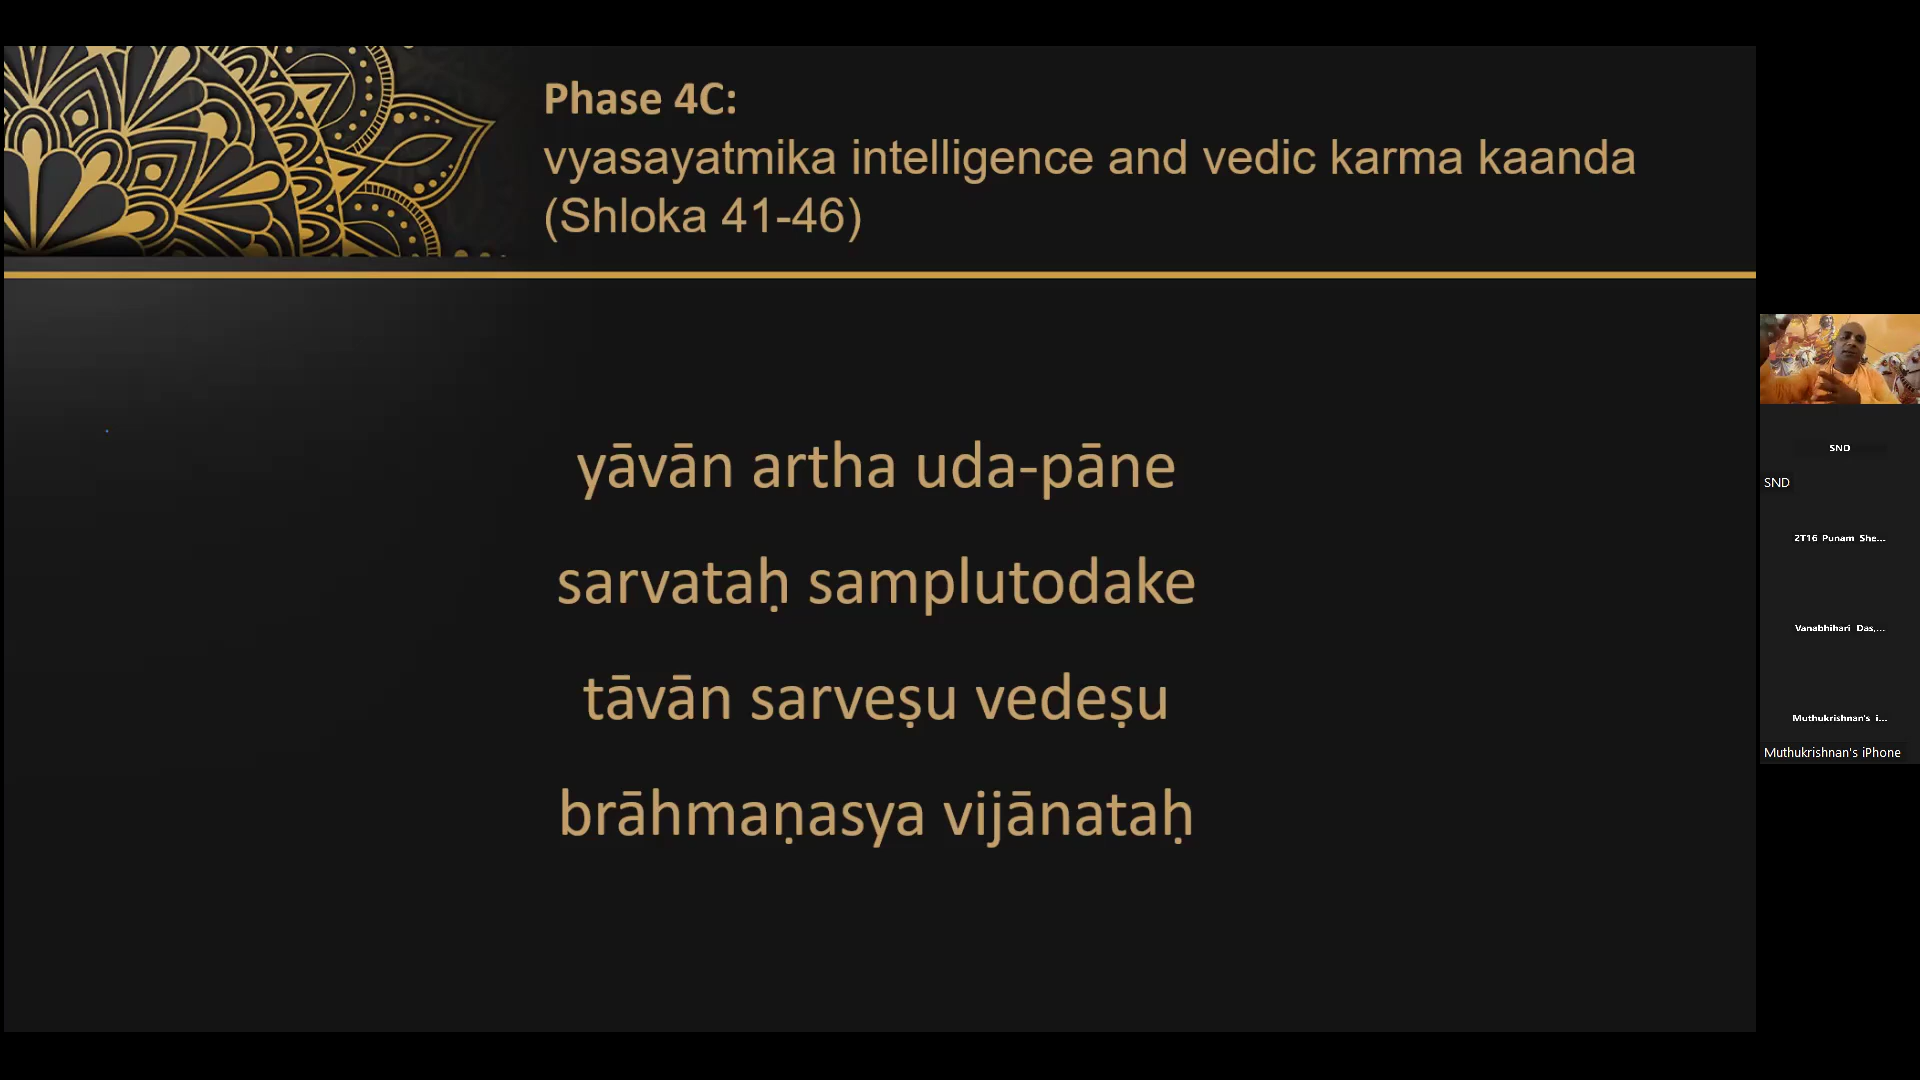 Phase 4C:
vyasayatmika intelligence and vedic karma kaanda
(Shloka 41-46)
yāvān artha uda-pāne
sarvataḥ samplutodake
tāvān sarveṣu vedeṣu
brāhmaṇasya vijānataḥ
SND
SND
2T16 Punam She...
Vanabhihari Das,...
Muthukrishnan's i...
Muthukrishnan's iPhone